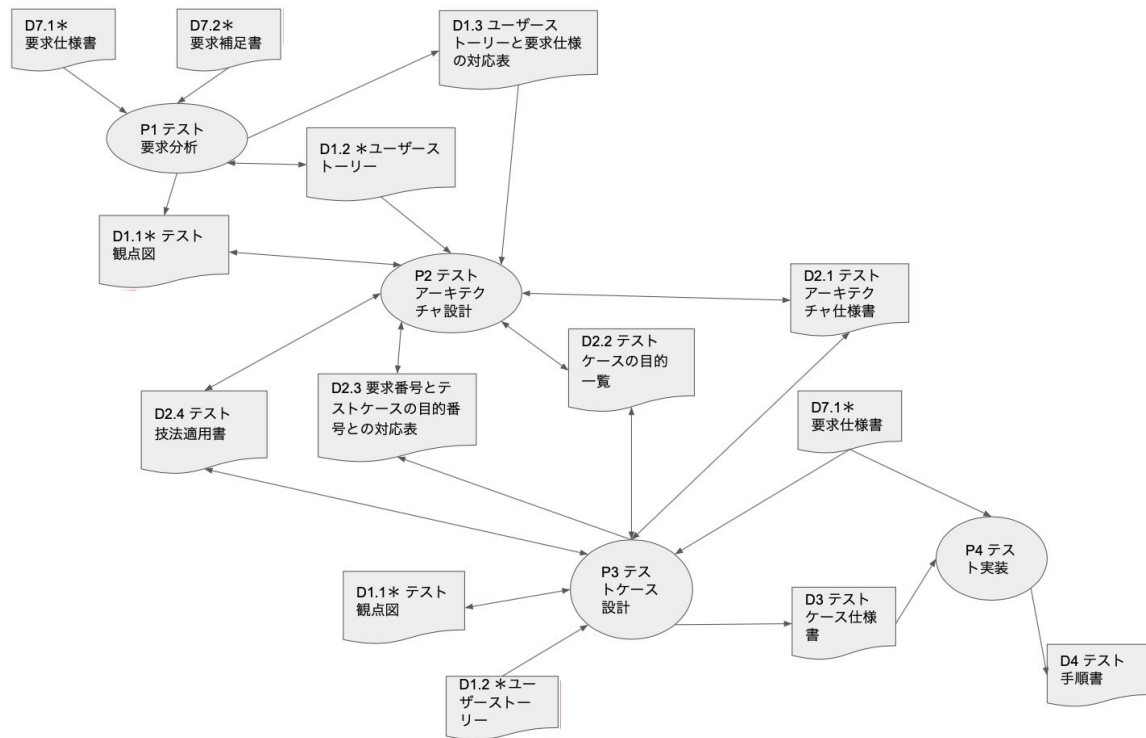 D7.1＊
要求仕様書
D7.2＊
要求補足書
D1.3 ユーザース
トーリーと要求仕様
の対応表
P1 テスト
要求分析
D1.2 ＊ユーザース
トーリー
D1.1＊ テスト
観点図
P2 テスト
アーキテク
チャ設計
D2.1 テスト
アーキテク
チャ仕様書
D2.2 テスト
ケースの目的
一覧
D2.3 要求番号とテ
ストケースの目的番
号との対応表
D2.4 テスト
技法適用書
D7.1＊
要求仕様書
P4 テス
ト実装
P3 テス
トケース
設計
D1.1＊ テスト
観点図
D3 テスト
ケース仕様
書
D4 テスト
手順書
D1.2 ＊ユー
ザーストー
リー